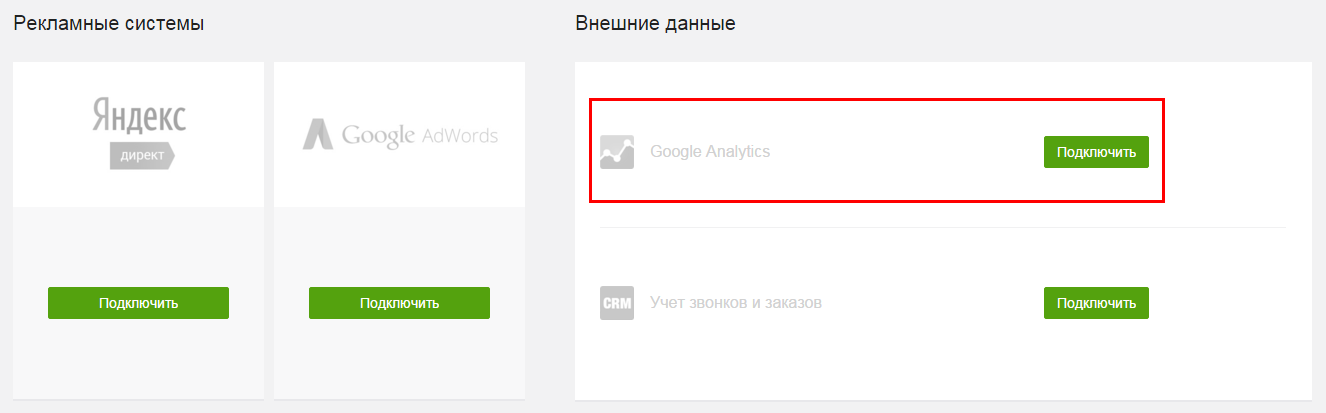 Рекламные системы
Яндекс
директ
Подключить
Google AdWords
Подключить
Внешние данные
Google Analytics
Подключить
CRM
Учет звонков и заказов
Подключить